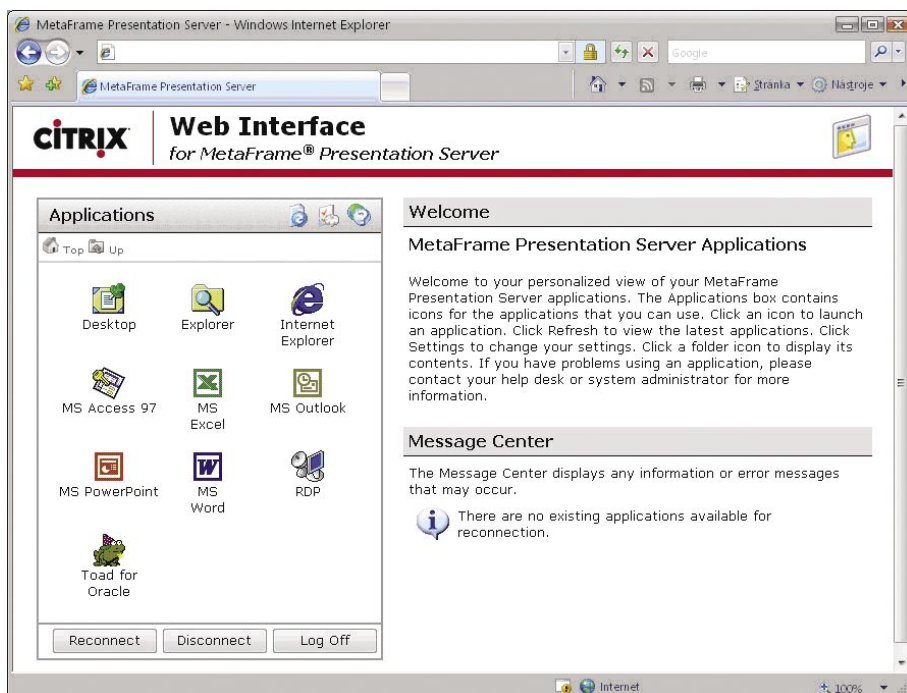 MetaFrame Presentation Server - Windows Internet Explorer
Google
MetaFrame Presentation Server
Stránka
Nástroje
CITRIX
Web Interface
for MetaFrame® Presentation Server
Applications
Top Up
Desktop
Explorer
Internet
Explorer
MS Access 97
MS
Excel
MS Outlook
MS PowerPoint
MS
Word
RDP
Toad for
Oracle
Reconnect
Disconnect
Log Off
Welcome
MetaFrame Presentation Server Applications
Welcome to your personalized view of your MetaFrame
Presentation Server applications. The Applications box contains
icons for the applications that you can use. Click an icon to launch
an application. Click Refresh to view the latest applications. Click
Settings to change your settings. Click a folder icon to display its
contents. If you have problems using an application, please
contact your help desk or system administrator for more
information.
Message Center
The Message Center displays any information or error messages
that may occur.
There are no existing applications available for
reconnection.
Internet
100%